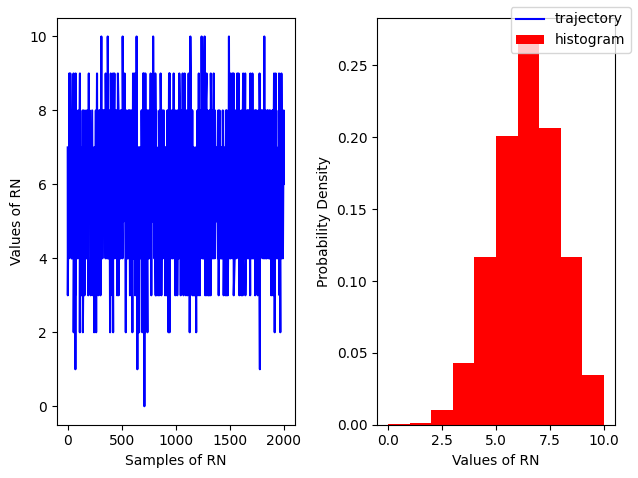 trajectory
histogram
10
8
6
4
2
0
Values of RN
0 500 1000 1500 2000
Samples of RN
0.25
0.20
0.15
0.10
0.05
0.00
Probability Density
0.0 2.5 5.0 7.5 10.0
Values of RN